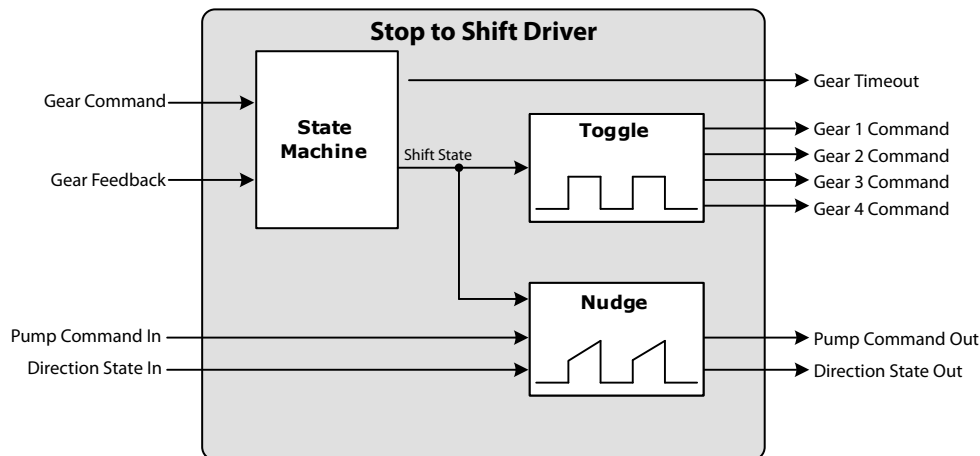 Stop to Shift Driver
Gear Command
Gear Feedback
State
Machine
Shift State
Gear Timeout
Toggle
Gear 1 Command
Gear 2 Command
Gear 3 Command
Gear 4 Command
Nudge
Pump Command In
Direction State In
Pump Command Out
Direction State Out